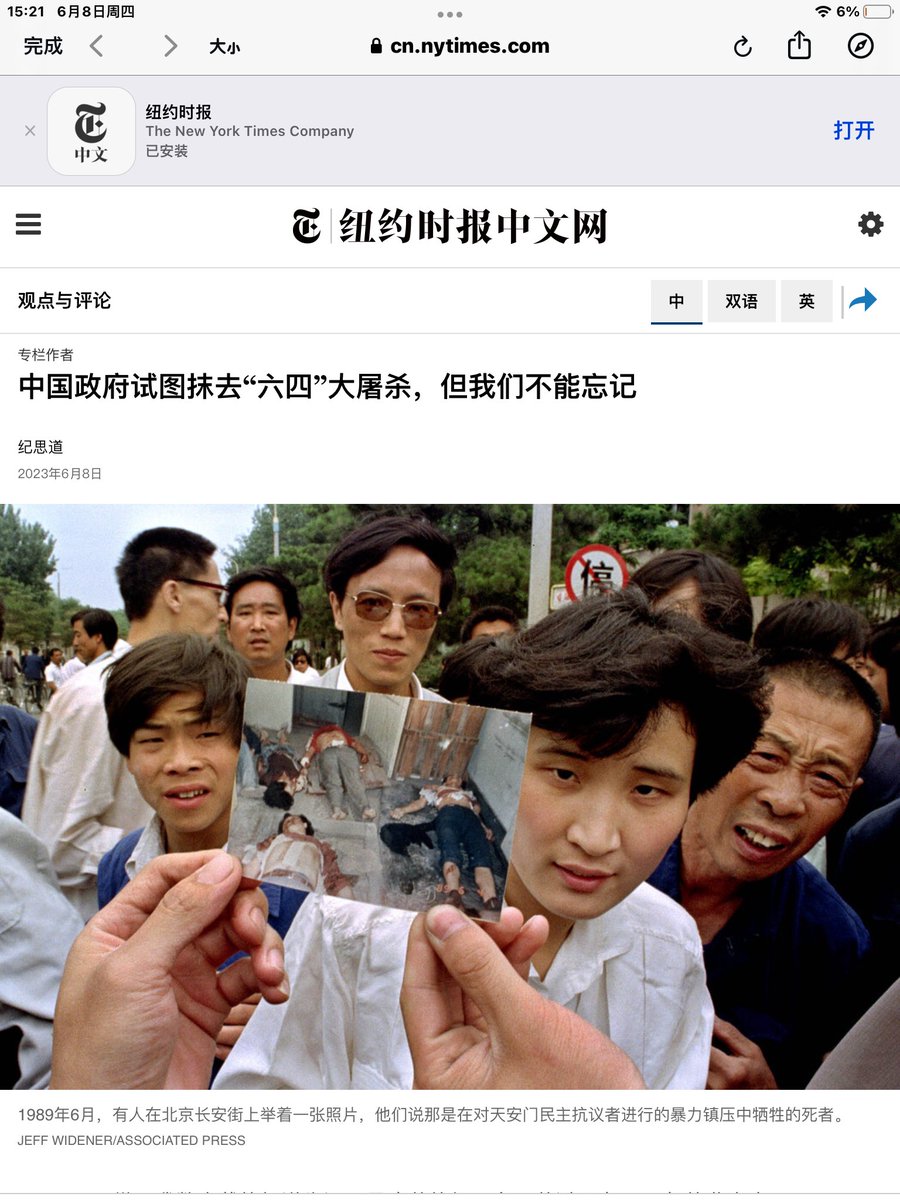 15:21 6月8日周四
6%
完成
大小
cn.nytimes.com
纽约时报
The New York Times Company
已安装
中文
打开
纽约时报中文网
观点与评论
中
双语
英
专栏作者
中国政府试图抹去“六四”大屠杀，但我们不能忘记
纪思道
2023年6月8日
停
1989年6月，有人在北京长安街上举着一张照片，他们说那是在对天安门民主抗议者进行的暴力镇压中牺牲的死者。
JEFF WIDENER/ASSOCIATED PRESS